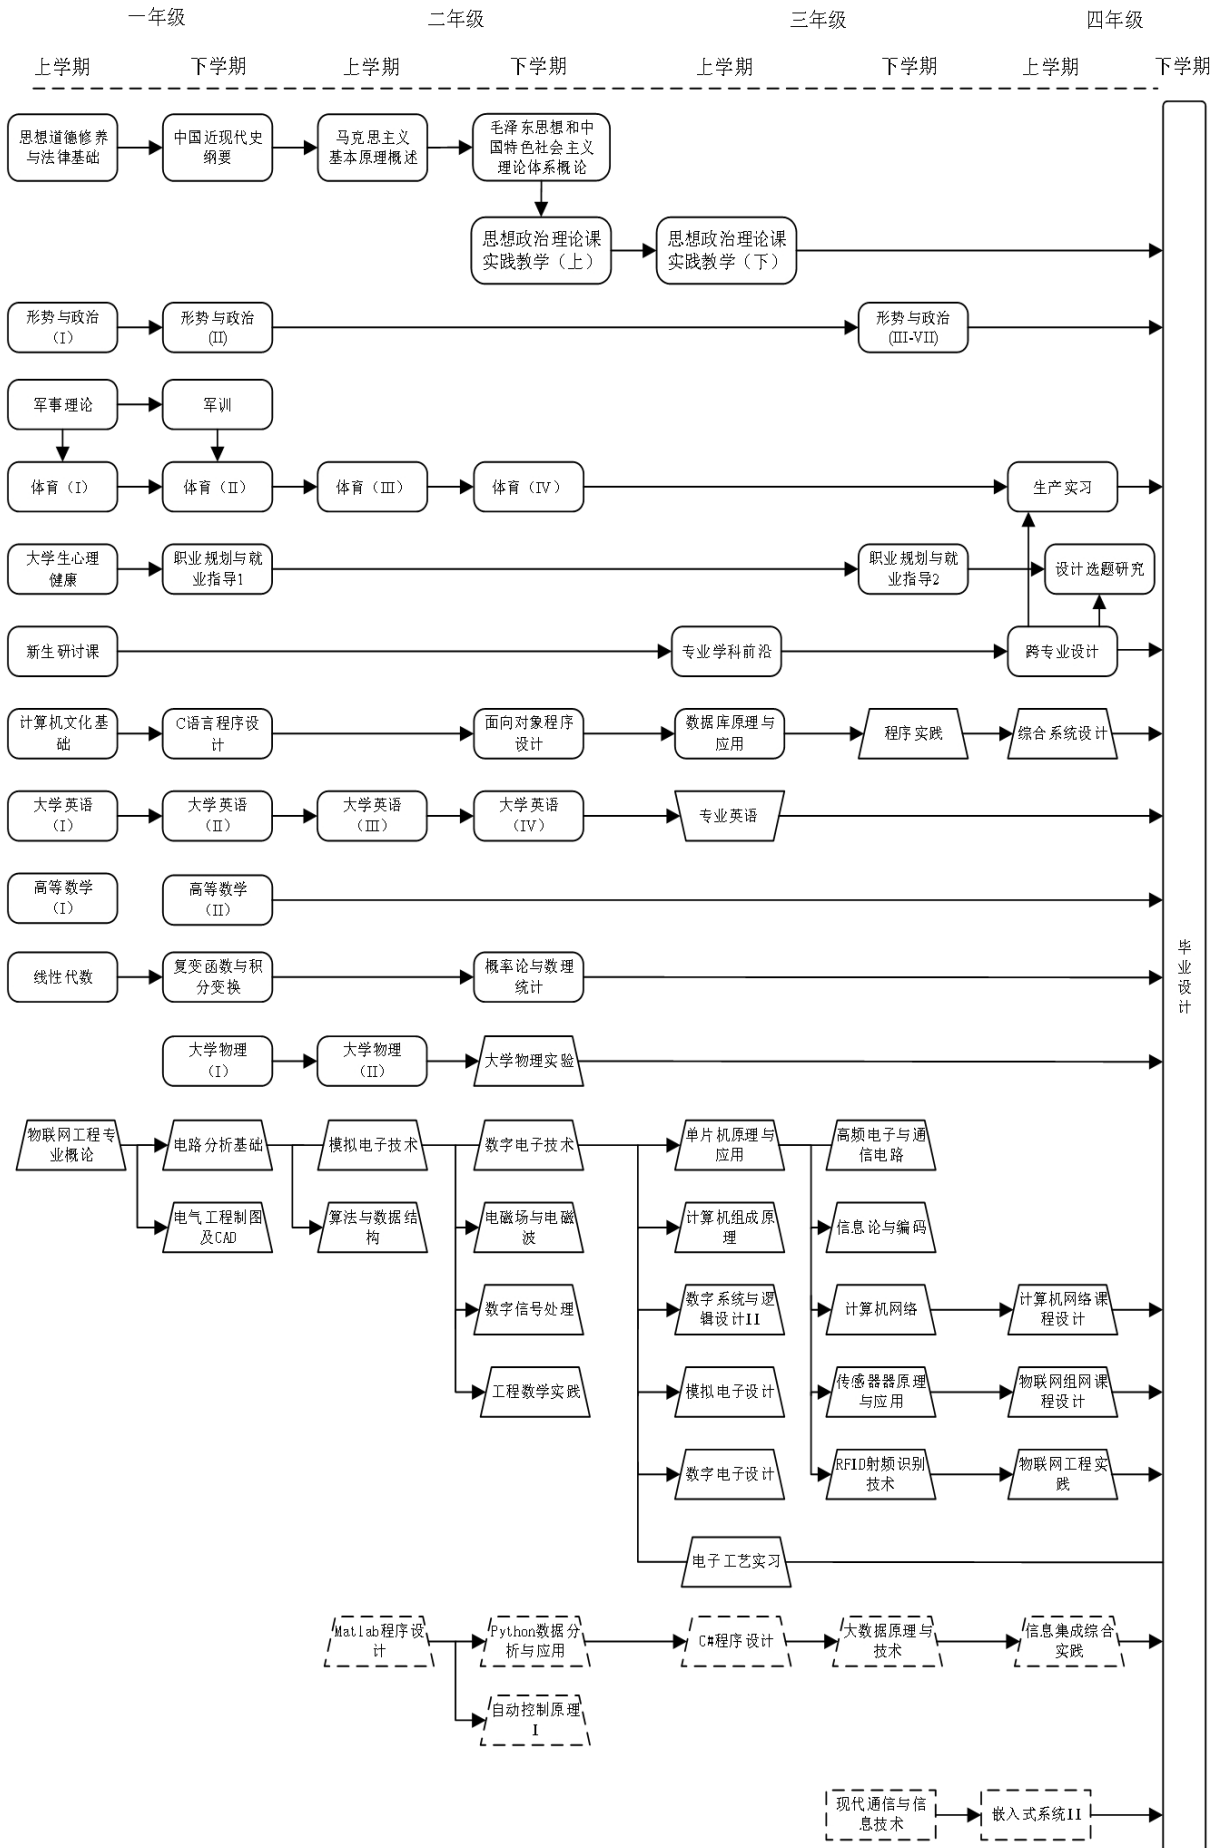 一年级
二年级
三年级
四年级
上学期
下学期
上学期
下学期
上学期
下学期
上学期
下学期
思想道德修养
与法律基础
中国近现代史
纲要
马克思主义
基本原理概述
毛泽东思想和中
国特色社会主义
理论体系概论
思想政治理论课
实践教学（上）
思想政治理论课
实践教学（下）
形势与政治
（I）
形势与政治
(II)
形势与政治
(III-VII)
军事理论
军训
体育（I）
体育（II）
体育（III）
体育（IV）
生产实习
大学生心理
健康
职业规划与就
业指导1
职业规划与就
业指导2
设计选题研究
新生研讨课
专业学科前沿
跨专业设计
计算机文化基
础
C语言程序设
计
面向对象程序
设计
数据库原理与
应用
程序实践
综合系统设计
大学英语
（I）
大学英语
（II）
大学英语
（III）
大学英语
（IV）
专业英语
高等数学
（I）
高等数学
（II）
毕
业
设
计
线性代数
复变函数与积
分变换
概率论与数理
统计
大学物理
（I）
大学物理
（II）
大学物理实验
物联网工程专
业概论
电路分析基础
模拟电子技术
数字电子技术
单片机原理与
应用
高频电子与通
信电路
电气工程制图
及CAD
算法与数据结
构
电磁场与电磁
波
计算机组成原
理
信息论与编码
数字信号处理
数字系统与逻
辑设计II
计算机网络
计算机网络课
程设计
工程数学实践
模拟电子设计
传感器器原理
与应用
物联网组网课
程设计
数字电子设计
RFID射频识别
技术
物联网工程实
践
电子工艺实习
Matlab程序设
计
Python数据分
析与应用
C#程序设计
大数据原理与
技术
信息集成综合
实践
自动控制原理
I
现代通信与信
息技术
嵌入式系统II